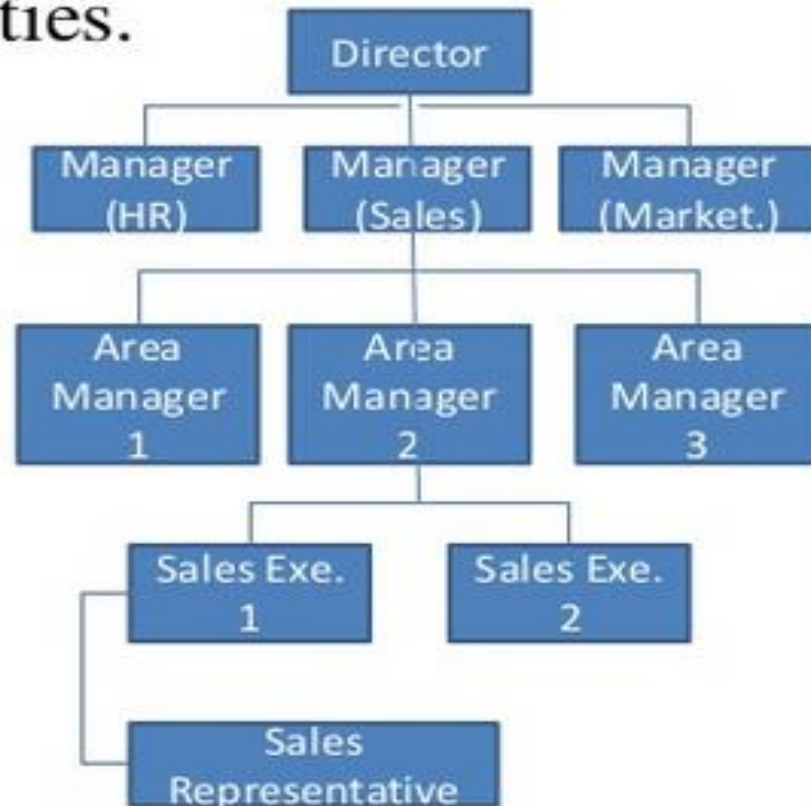 ties.
Director
Manager
(HR)
Manager
(Sales)
Manager
(Market.)
Area
Manager
1
Area
Manager
2
Area
Manager
3
Sales Exe.
1
Sales Exe.
2
Sales
Representative